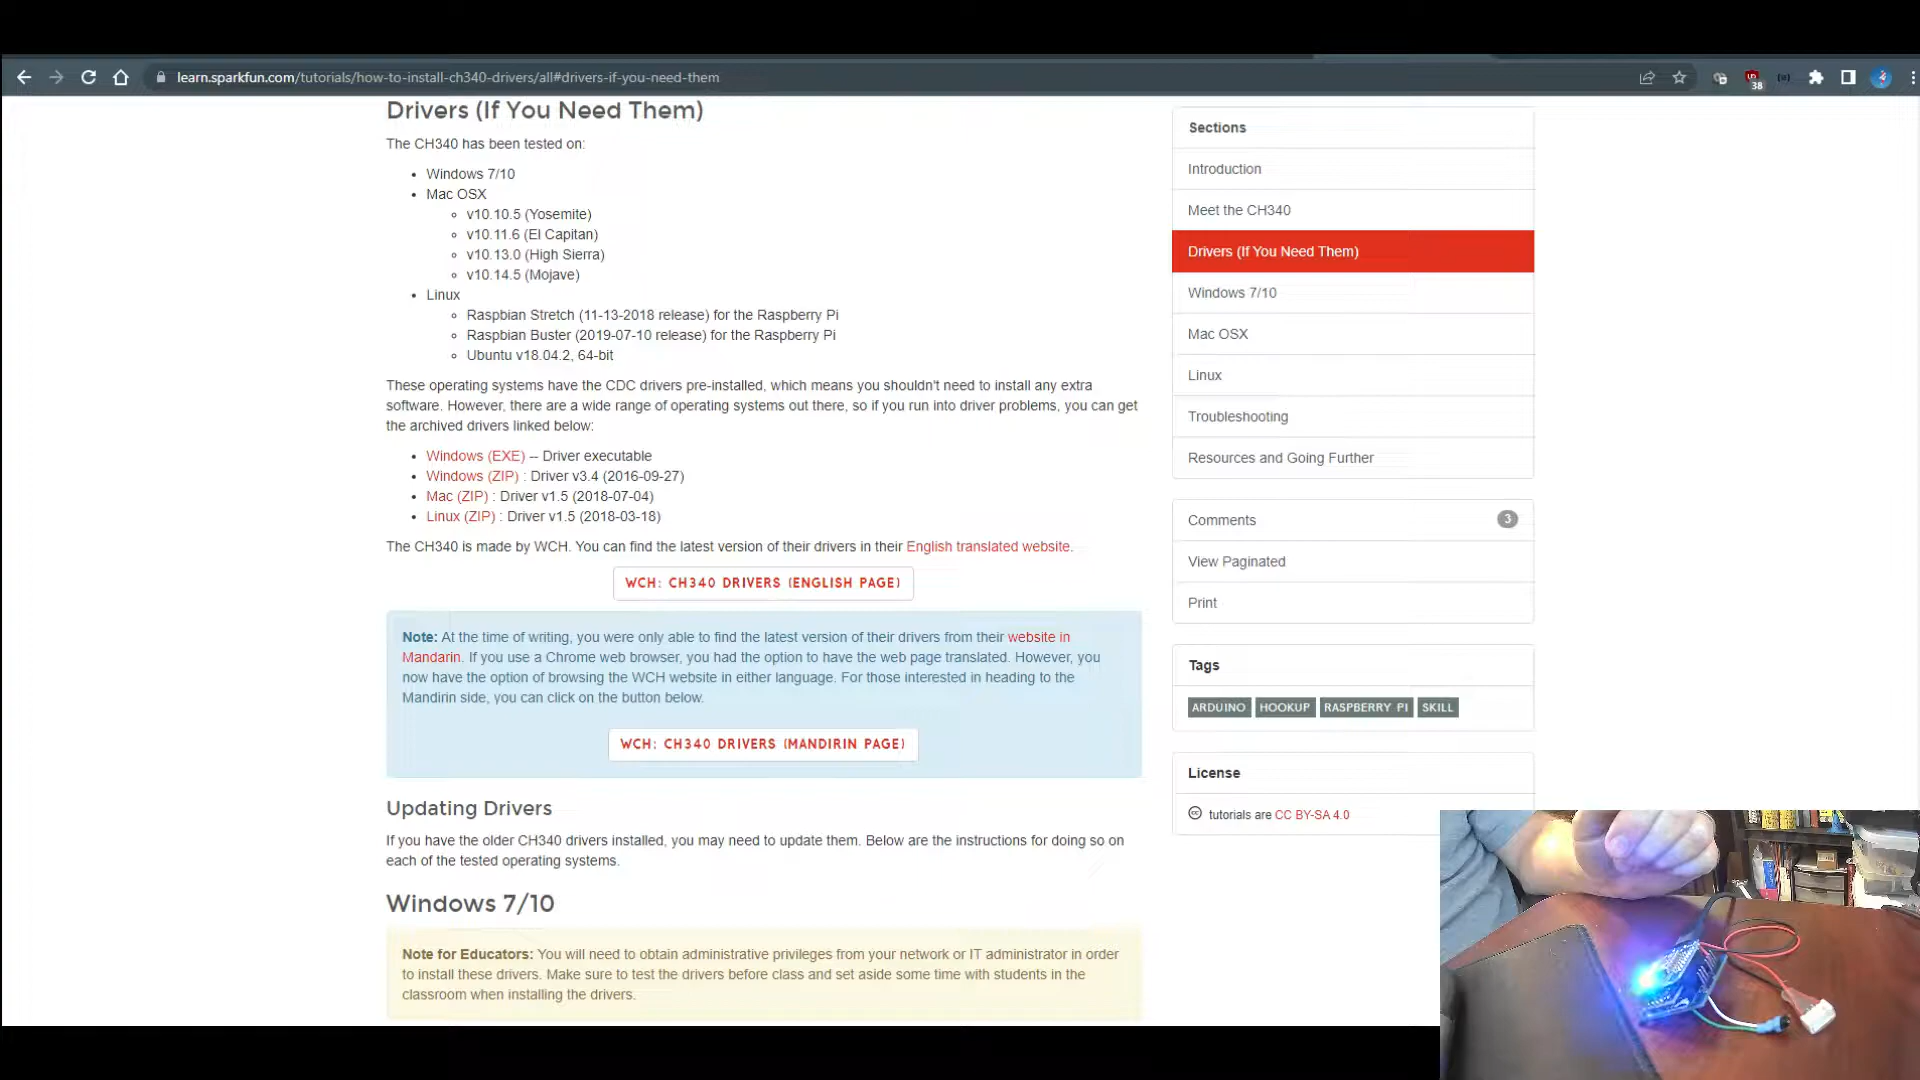 learn.sparkfun.com/tutorials/how-to-install-ch340-drivers/all#drivers-if-you-need-them
38
Drivers (If You Need Them)
The CH340 has been tested on:
Windows 7/10
Mac OSX
v10.10.5 (Yosemite)
v10.11.6 (El Capitan)
v10.13.0 (High Sierra)
v10.14.5 (Mojave)
Linux
Raspbian Stretch (11-13-2018 release) for the Raspberry Pi
Raspbian Buster (2019-07-10 release) for the Raspberry Pi
Ubuntu v18.04.2, 64-bit
These operating systems have the CDC drivers pre-installed, which means you shouldn't need to install any extra
software. However, there are a wide range of operating systems out there, so if you run into driver problems, you can get
the archived drivers linked below:
Windows (EXE) -- Driver executable
Windows (ZIP) : Driver v3.4 (2016-09-27)
Mac (ZIP) : Driver v1.5 (2018-07-04)
Linux (ZIP) : Driver v1.5 (2018-03-18)
The CH340 is made by WCH. You can find the latest version of their drivers in their English translated website.
WCH: CH340 DRIVERS (ENGLISH PAGE)
Note: At the time of writing, you were only able to find the latest version of their drivers from their website in
Mandarin. If you use a Chrome web browser, you had the option to have the web page translated. However, you
now have the option of browsing the WCH website in either language. For those interested in heading to the
Mandirin side, you can click on the button below.
WCH: CH340 DRIVERS (MANDIRIN PAGE)
Updating Drivers
If you have the older CH340 drivers installed, you may need to update them. Below are the instructions for doing so on
each of the tested operating systems.
Windows 7/10
Note for Educators: You will need to obtain administrative privileges from your network or IT administrator in order
to install these drivers. Make sure to test the drivers before class and set aside some time with students in the
classroom when installing the drivers.
Sections
Introduction
Meet the CH340
Drivers (If You Need Them)
Windows 7/10
Mac OSX
Linux
Troubleshooting
Resources and Going Further
Comments 3
View Paginated
Print
Tags
ARDUINO HOOKUP RASPBERRY PI SKILL
License
tutorials are CC BY-SA 4.0